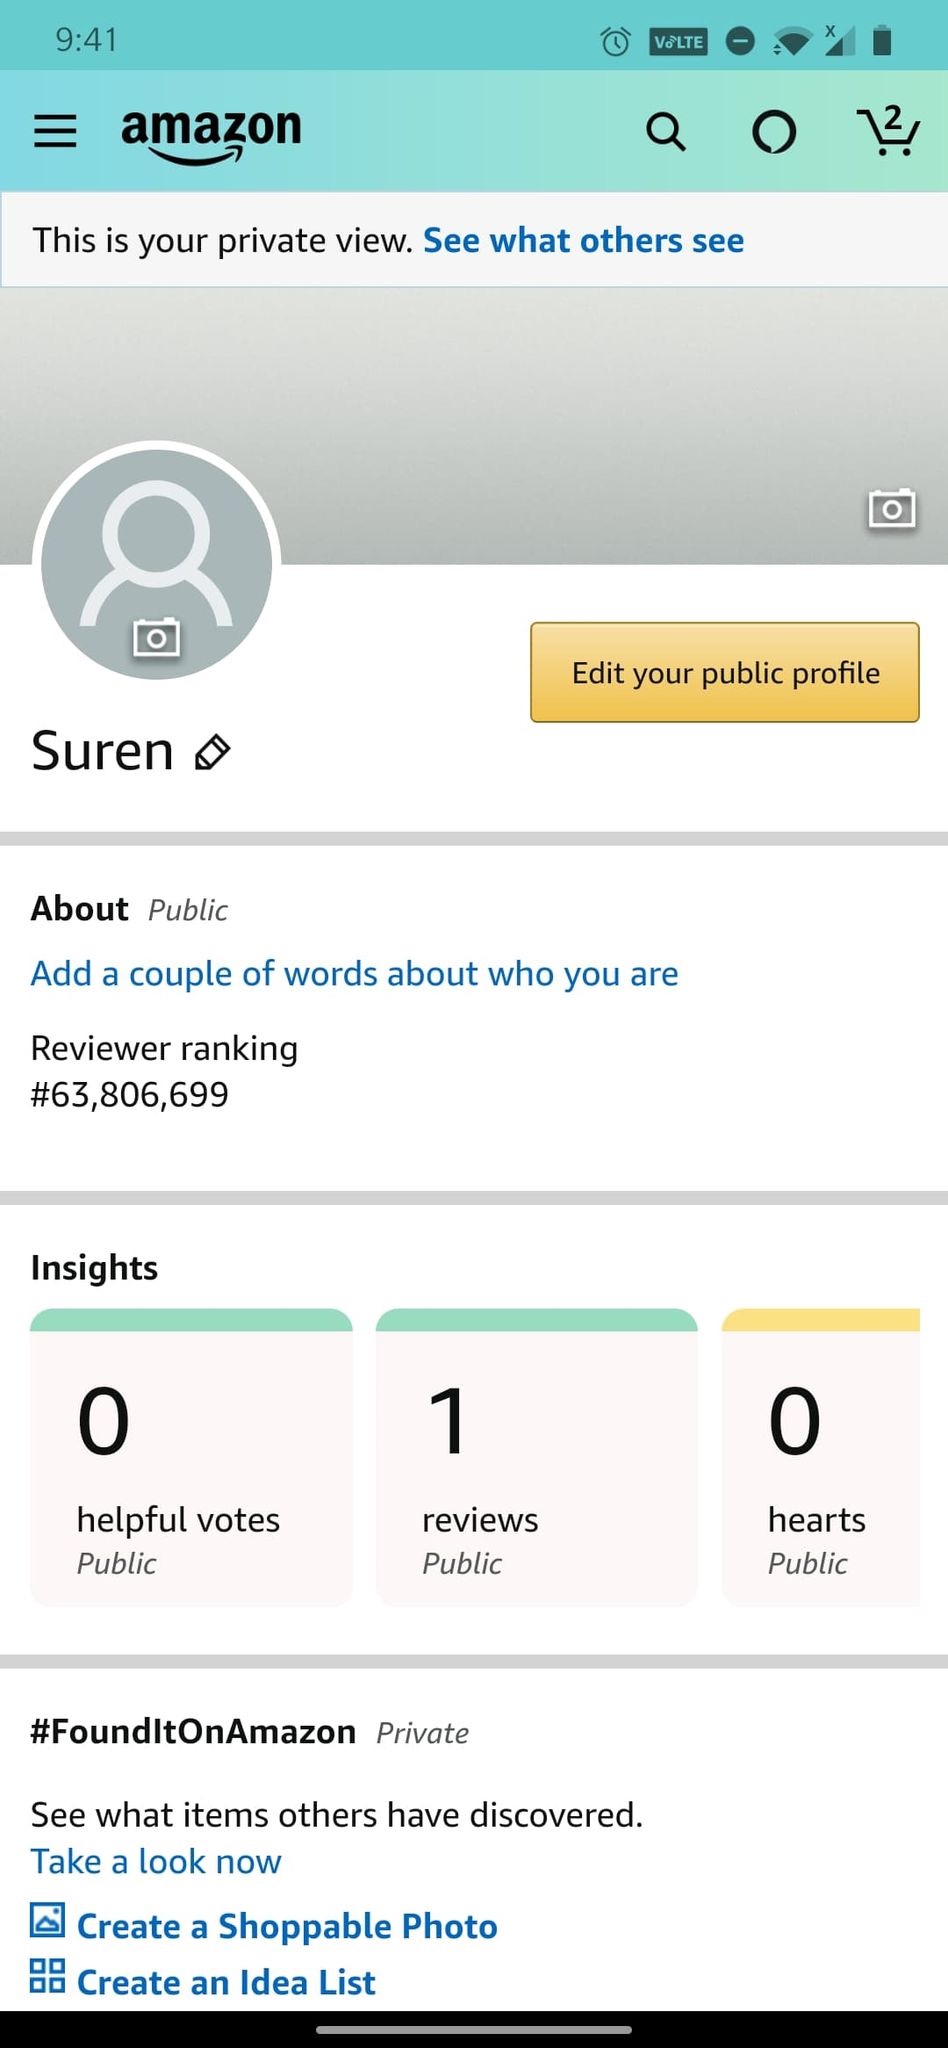 9:41
VoLTE
amazon
2
This is your private view. See what others see
Edit your public profile
Suren
About Public
Add a couple of words about who you are
Reviewer ranking
#63,806,699
Insights
0 1 0
helpful votes reviews hearts
Public Public Public
#FoundItOnAmazon Private
See what items others have discovered.
Take a look now
Create a Shoppable Photo
Create an Idea List